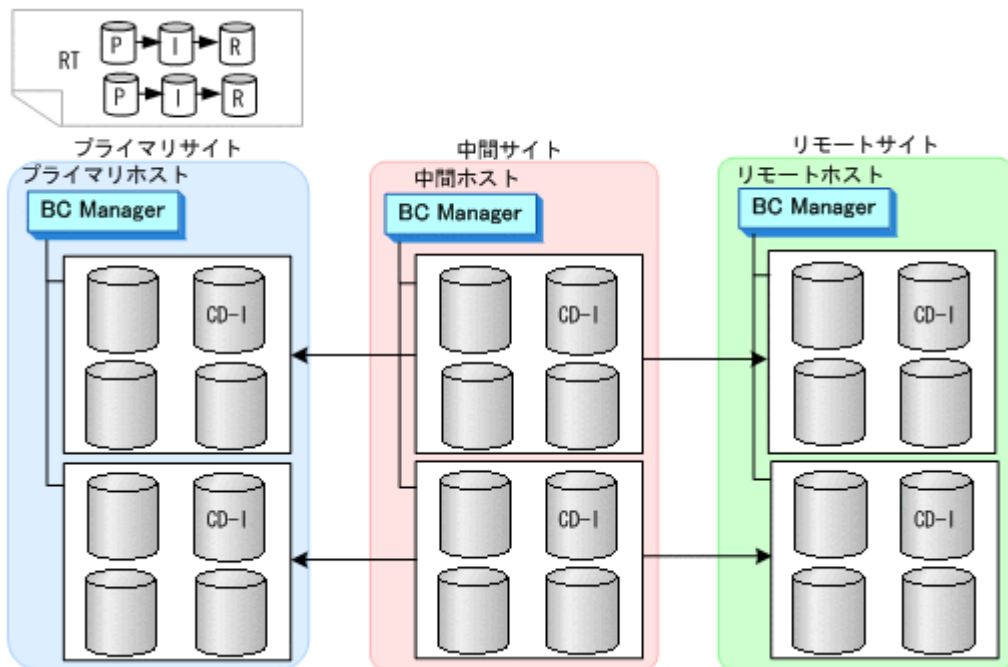 RT P I R
P I R
プライマリサイト
プライマリホスト
BC Manager
CD-I
CD-I
中間サイト
中間ホスト
BC Manager
CD-I
CD-I
リモートサイト
リモートホスト
BC Manager
CD-I
CD-I